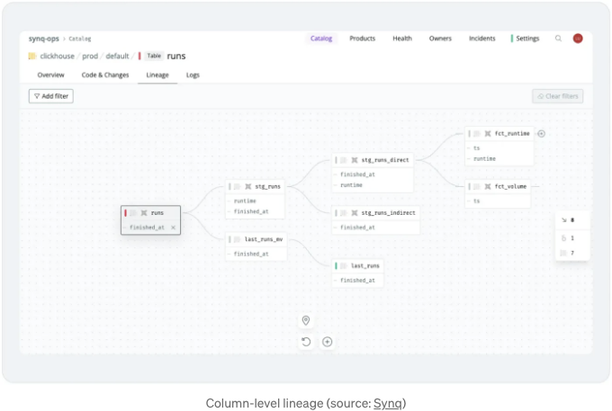 synq-ops > Catalog
Catalog Products Health Owners Incidents Settings
clickhouse / prod / default / Table runs
Overview Code & Changes Lineage Logs
Add filter
Clear filters
fct_runtime
ts
runtime
stg_runs_direct
finished_at
runtime
fct_volume
ts
stg_runs
runtime
finished_at
runs
finished_at ×
stg_runs_indirect
finished_at
last_runs_mv
finished_at
last_runs
finished_at
8
1
7
Column-level lineage (source: Synq)